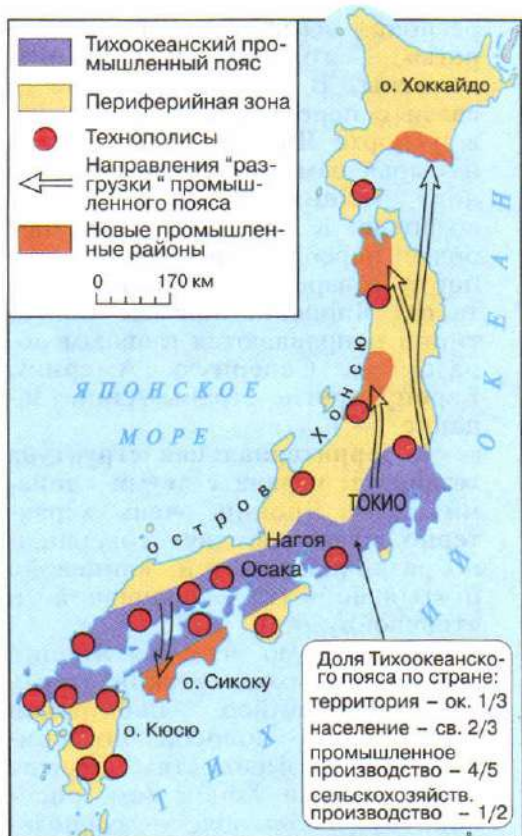 Тихоокеанский про-
мышленный пояс
Периферийная зона
Технополисы
Направления "раз-
грузки" промыш-
ленного пояса
Новые промышлен-
ные районы
0 170 км
о. Хоккайдо
ЯПОНСКОЕ
МОРЕ
остров Хонсю
ТОКИО
Нагоя
Осака
о. Сикоку
о. Кюсю
ТИХИЙ ОКЕАН
Доля Тихоокеанско-
го пояса по стране:
территория – ок. 1/3
население – св. 2/3
промышленное
производство – 4/5
сельскохозяйств.
производство – 1/2